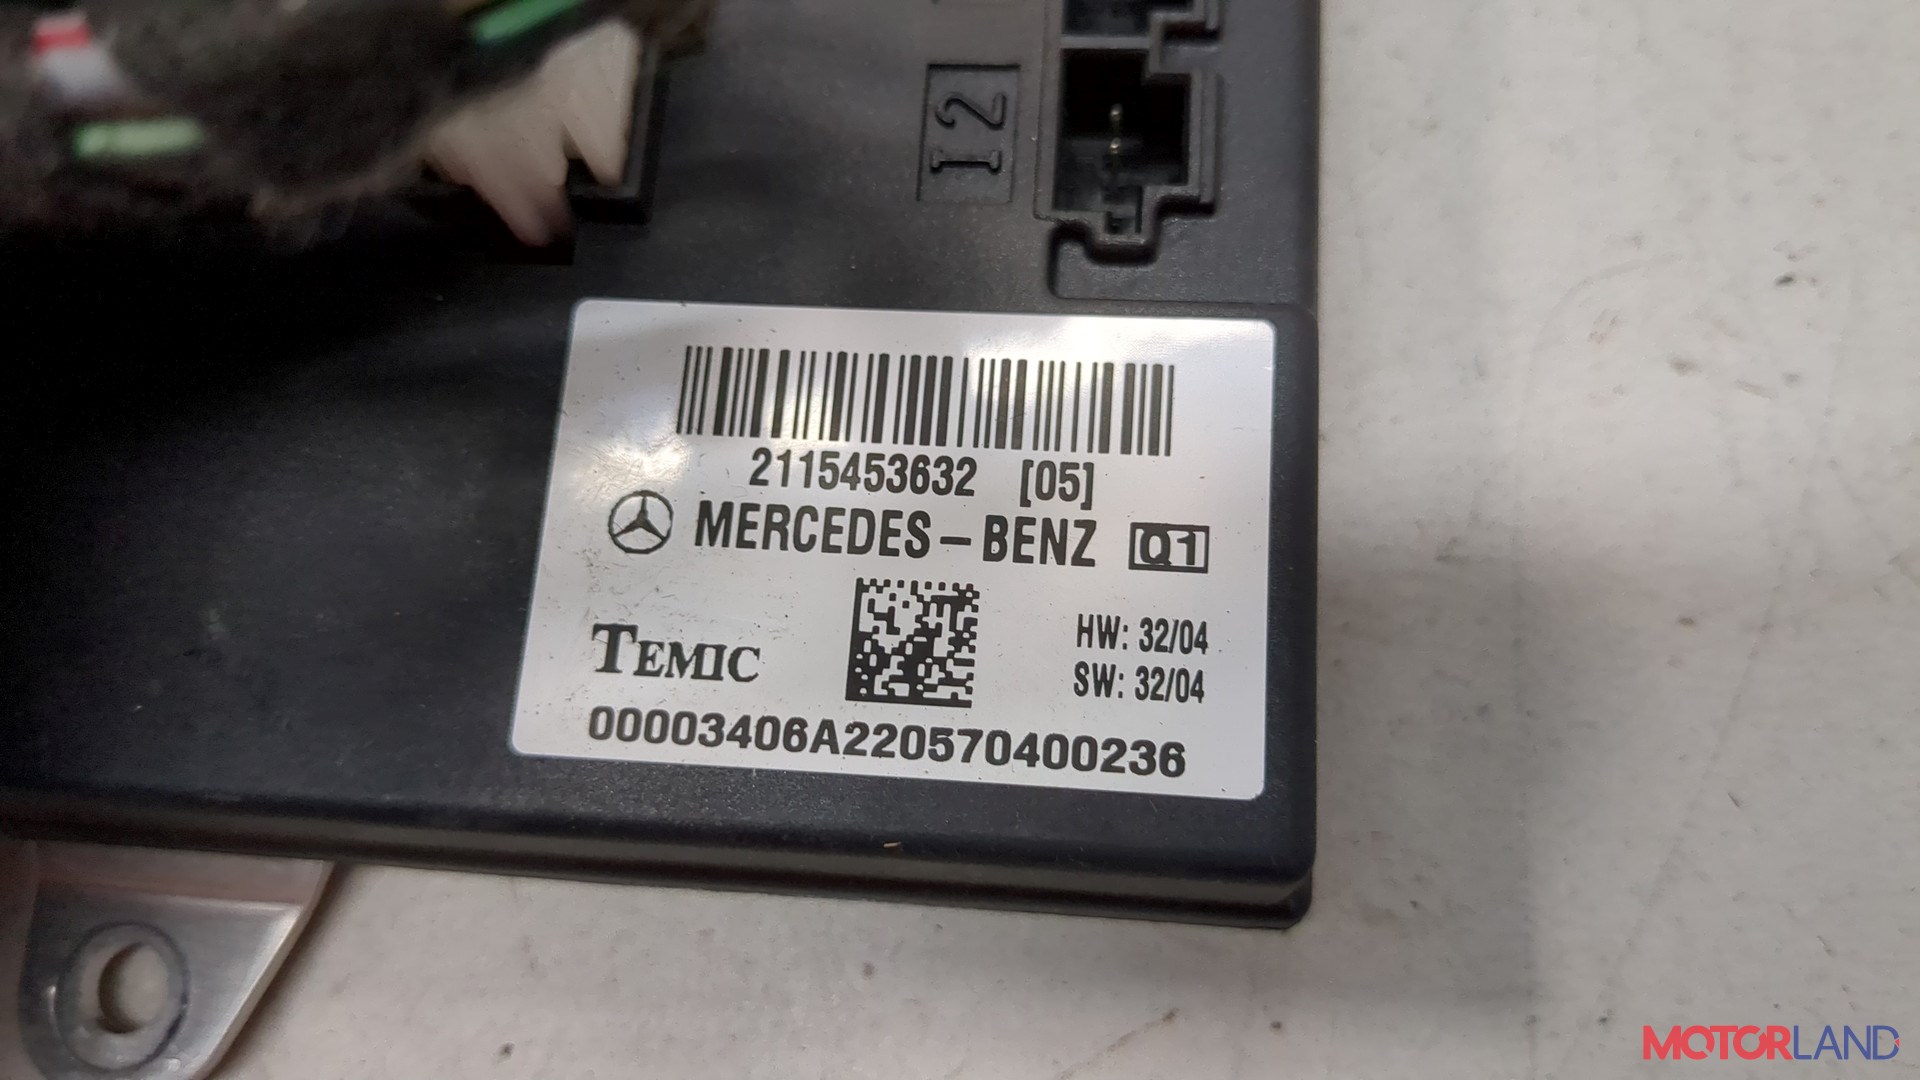 12
2115453632 [05]
MERCEDES-BENZ Q1
TEMIC
HW: 32/04
SW: 32/04
00003406A220570400236
MOTORLAND